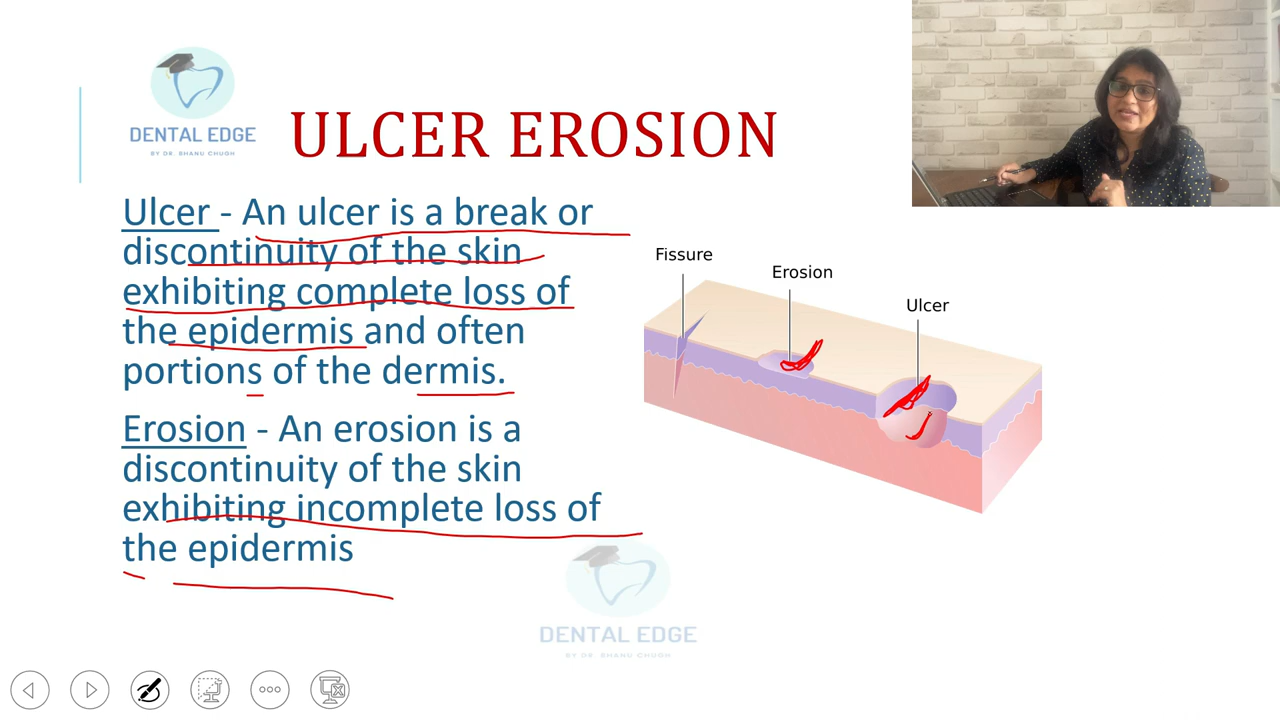 DENTAL EDGE
BY DR. SHANU CHUGH
ULCER EROSION
Ulcer - An ulcer is a break or
discontinuity of the skin
exhibiting complete loss of
the epidermis and often
portions of the dermis.
Erosion - An erosion is a
discontinuity of the skin
exhibiting incomplete loss of
the epidermis
Fissure
Erosion
Ulcer
DENTAL EDGE
BY DR. SHANU CHUGH